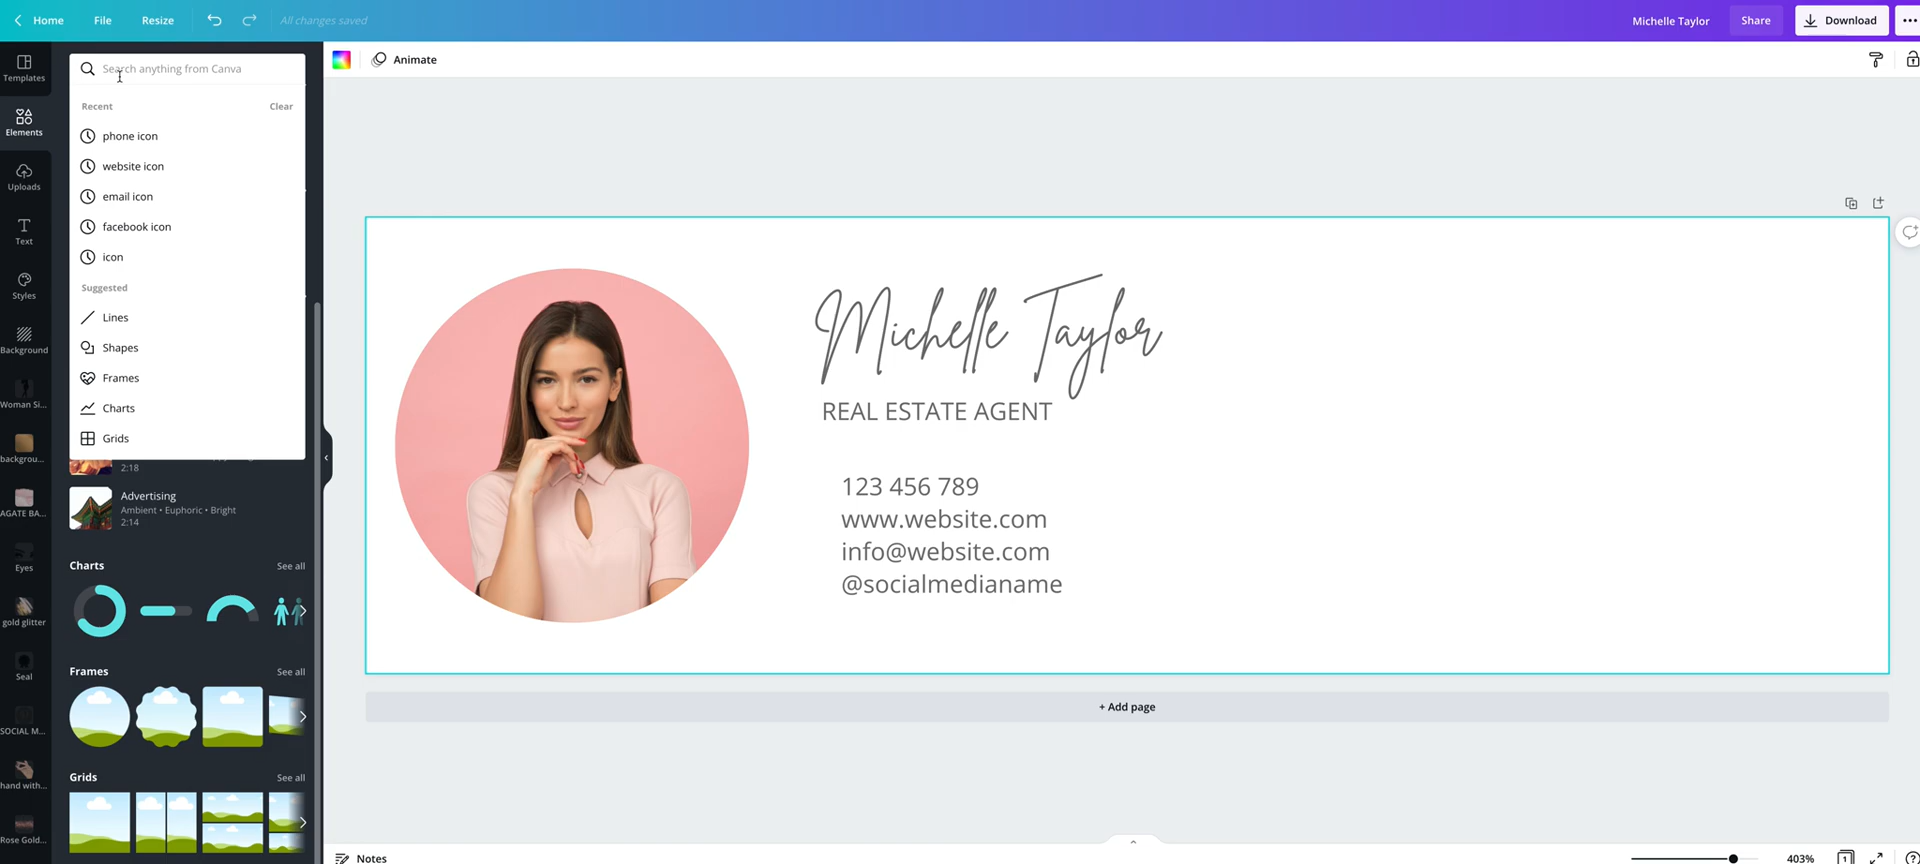 Home
File
Resize
All changes saved
Michelle Taylor
Share
Download
Templates
Elements
Uploads
Text
Styles
Background
Woman Si...
backgrou...
AGATE BA...
Eyes
gold glitter
Seal
SOCIAL M...
hand with...
Rose Gold...
Search anything from Canva
Recent
Clear
phone icon
website icon
email icon
facebook icon
icon
Suggested
Lines
Shapes
Frames
Charts
Grids
2:18
Advertising
Ambient • Euphoric • Bright
2:14
Charts
See all
Frames
See all
Grids
See all
Animate
Michelle Taylor
REAL ESTATE AGENT
123 456 789
www.website.com
info@website.com
@socialmedianame
+ Add page
Notes
403%
1